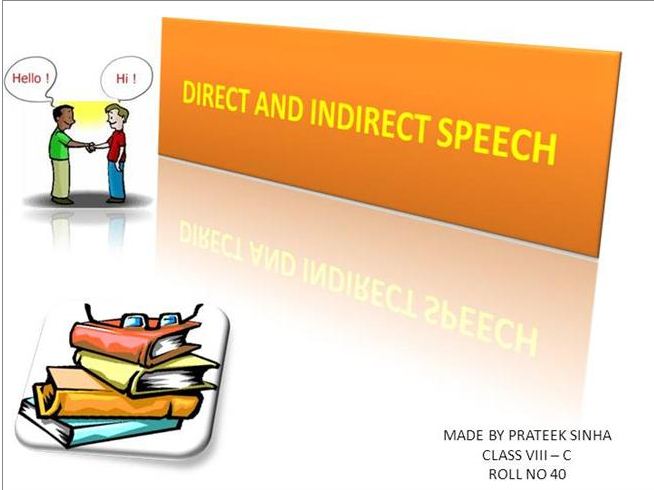 Hello !
Hi !
DIRECT AND INDIRECT SPEECH
DIRECT AND INDIRECT SPEECH
MADE BY PRATEEK SINHA
CLASS VIII – C
ROLL NO 40